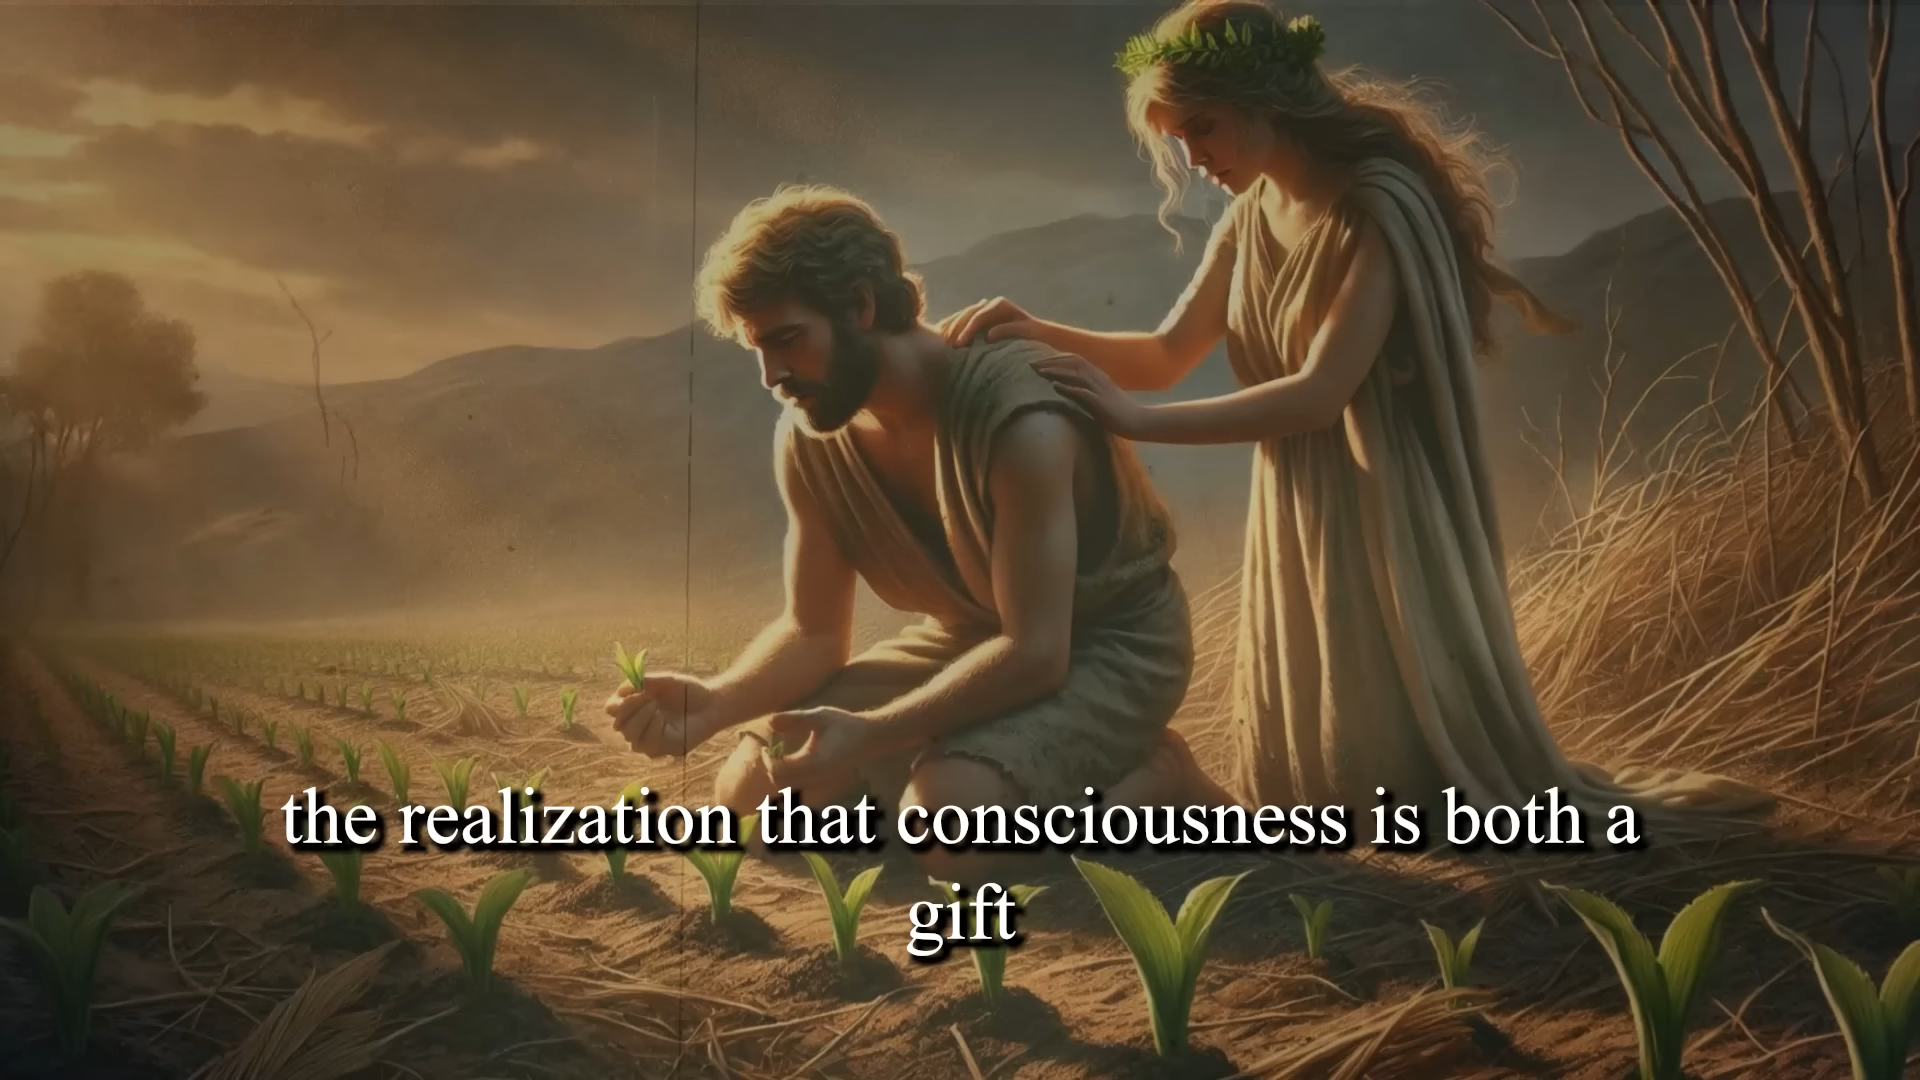 the realization that consciousness is both a
gift